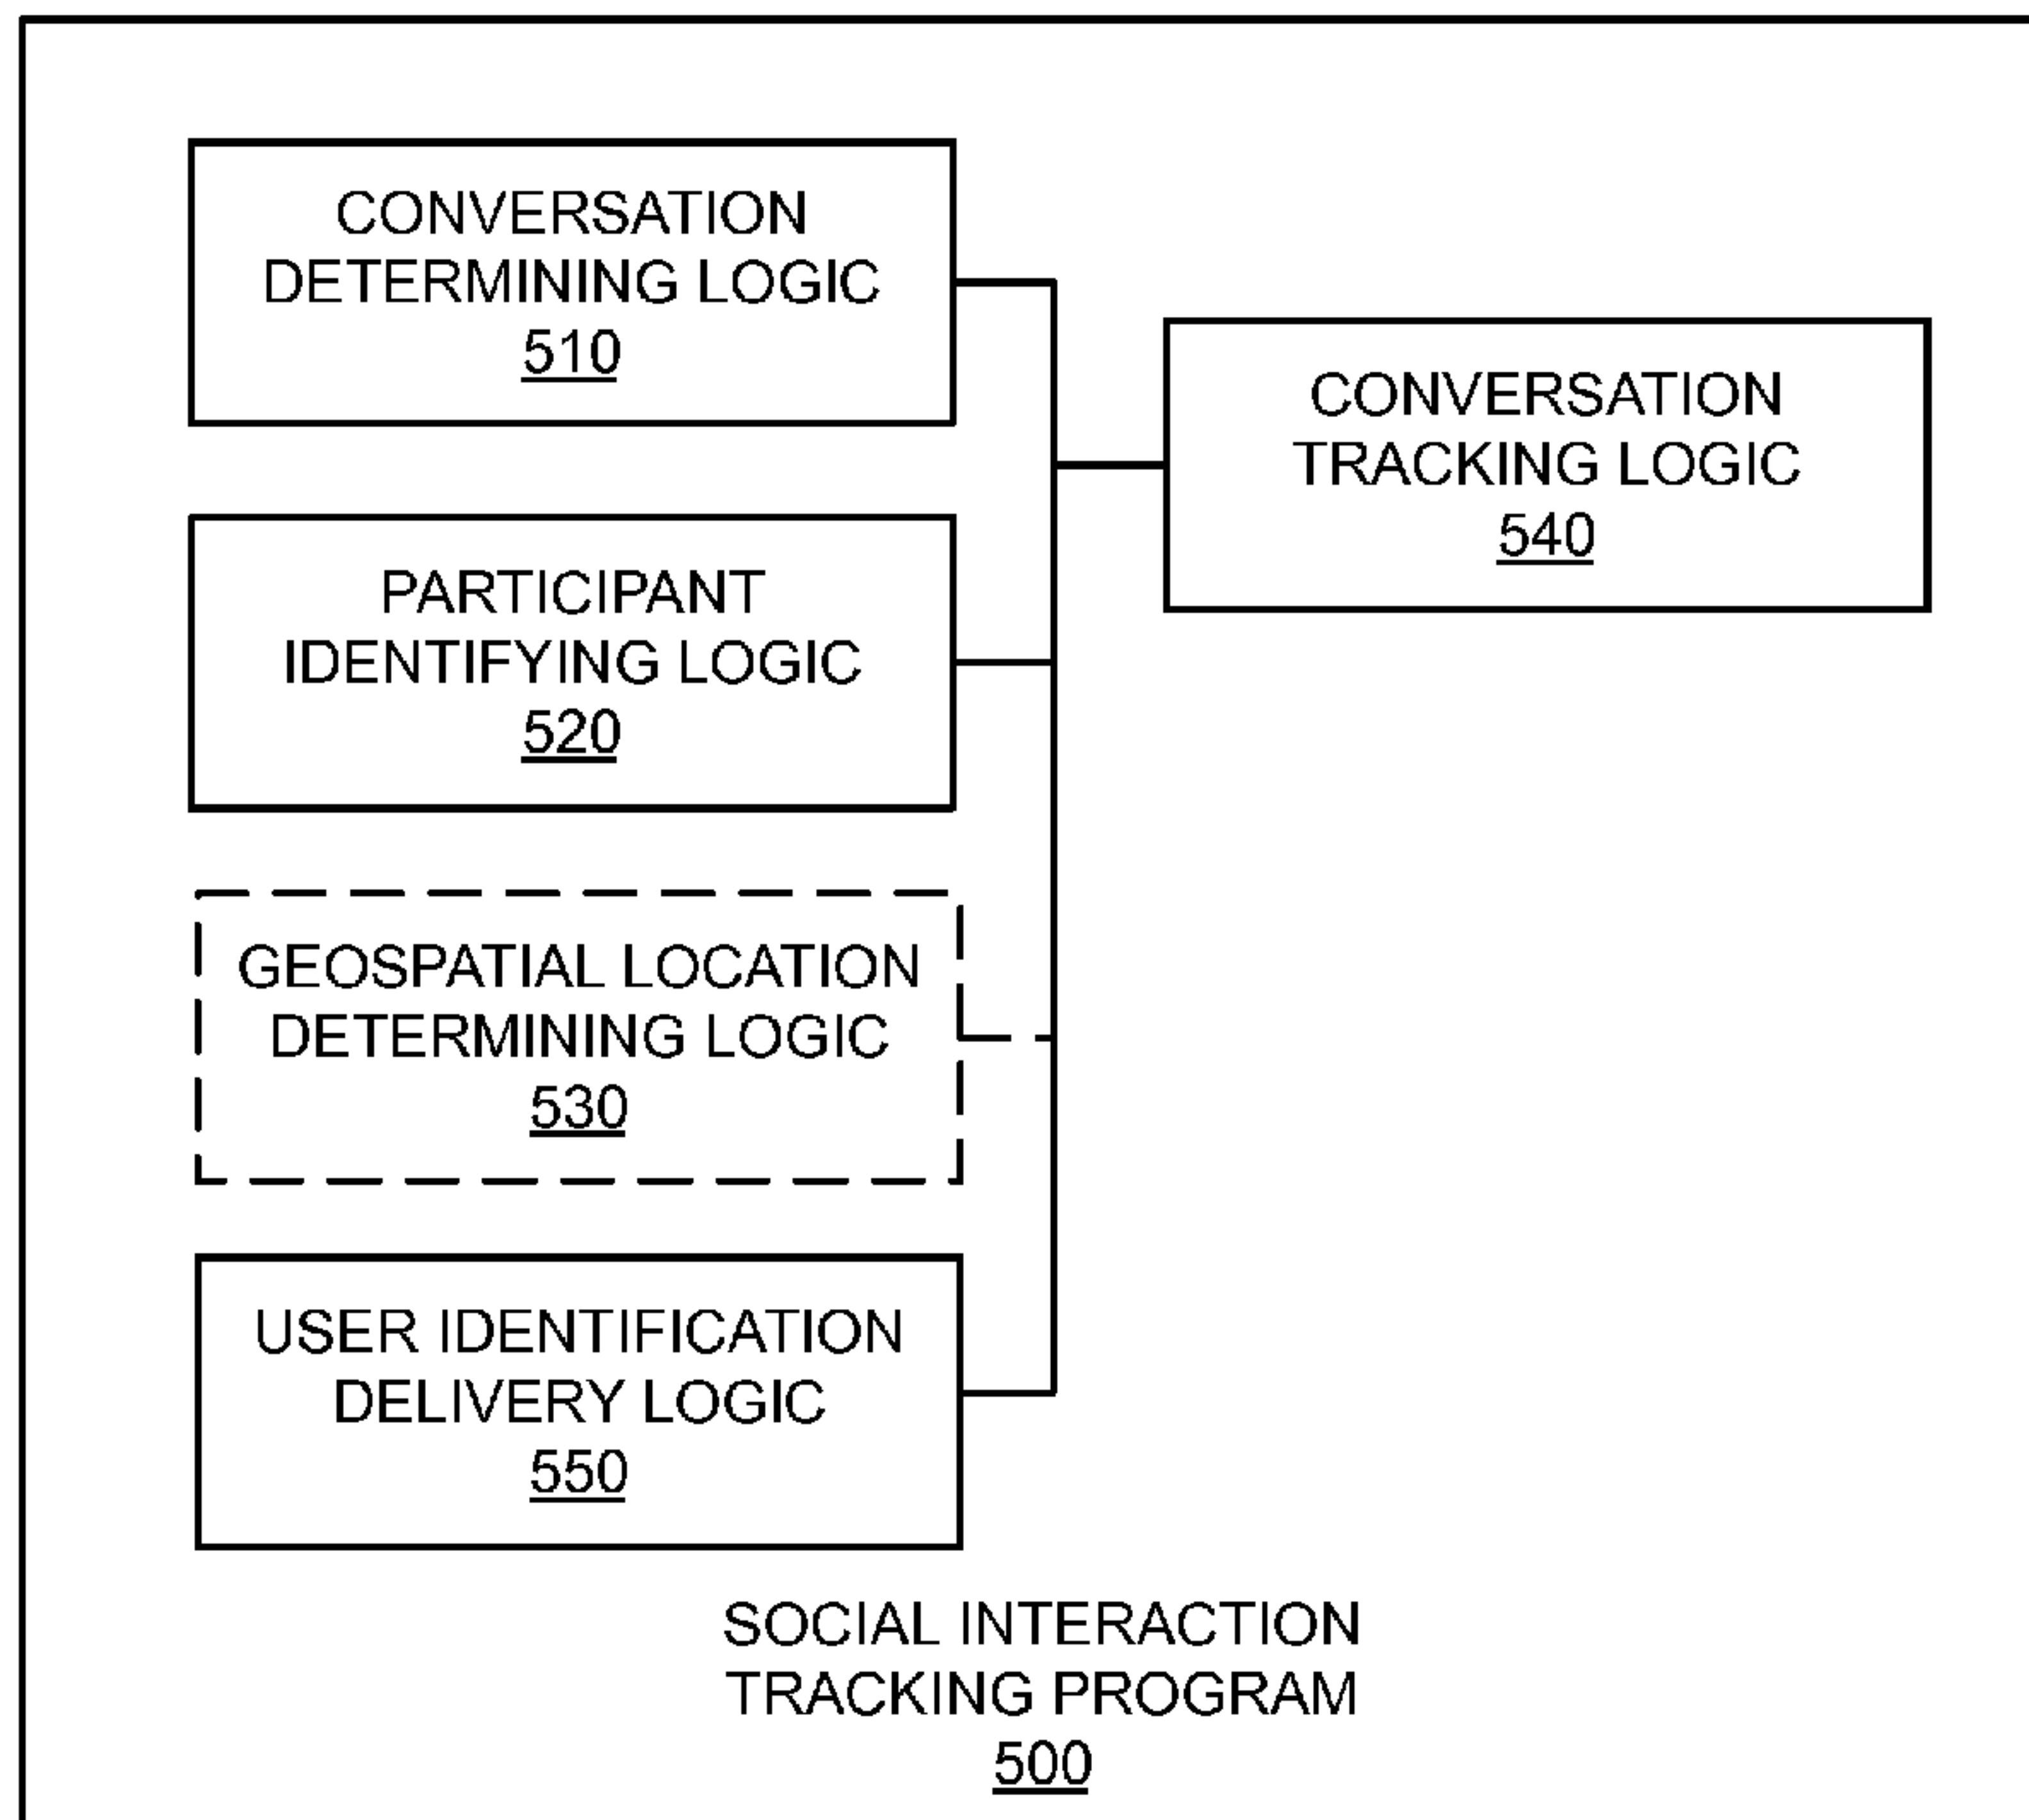 CONVERSATION
DETERMINING LOGIC
510
CONVERSATION
TRACKING LOGIC
540
PARTICIPANT
IDENTIFYING LOGIC
520
GEOSPATIAL LOCATION
DETERMINING LOGIC
530
USER IDENTIFICATION
DELIVERY LOGIC
550
SOCIAL INTERACTION
TRACKING PROGRAM
500